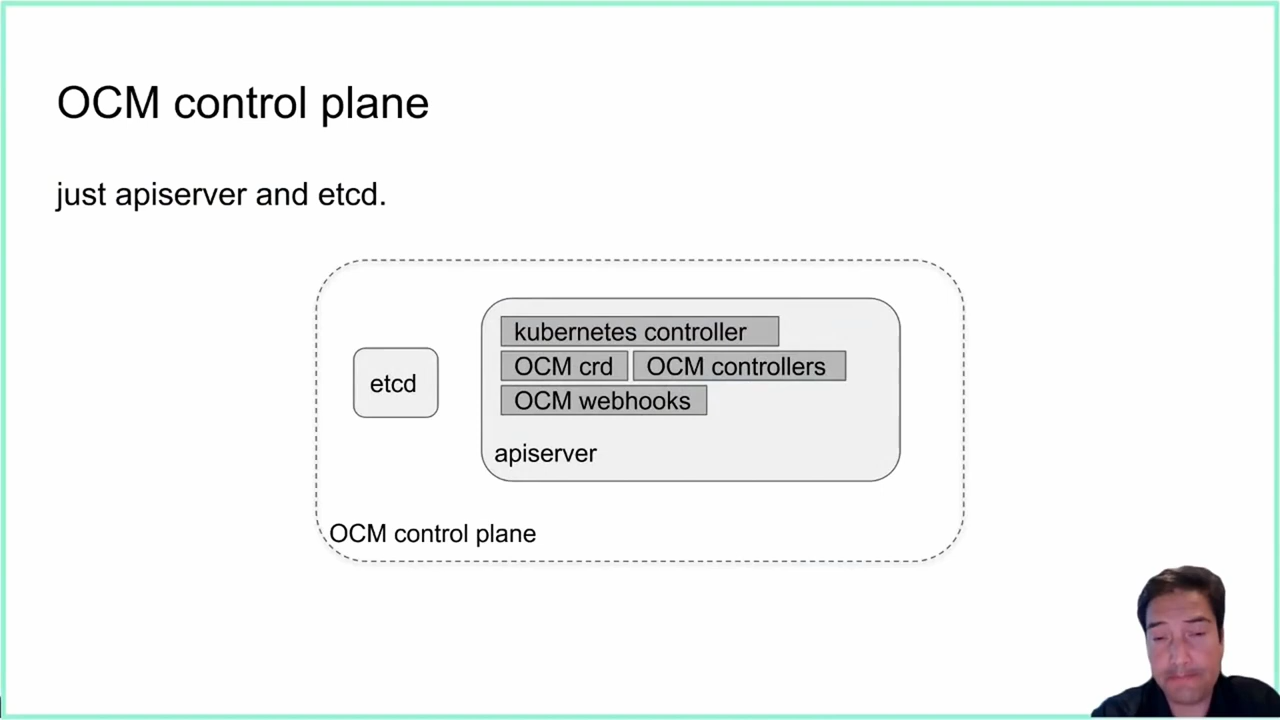 OCM control plane
just apiserver and etcd.
kubernetes controller
OCM crd
OCM controllers
etcd
OCM webhooks
apiserver
OCM control plane